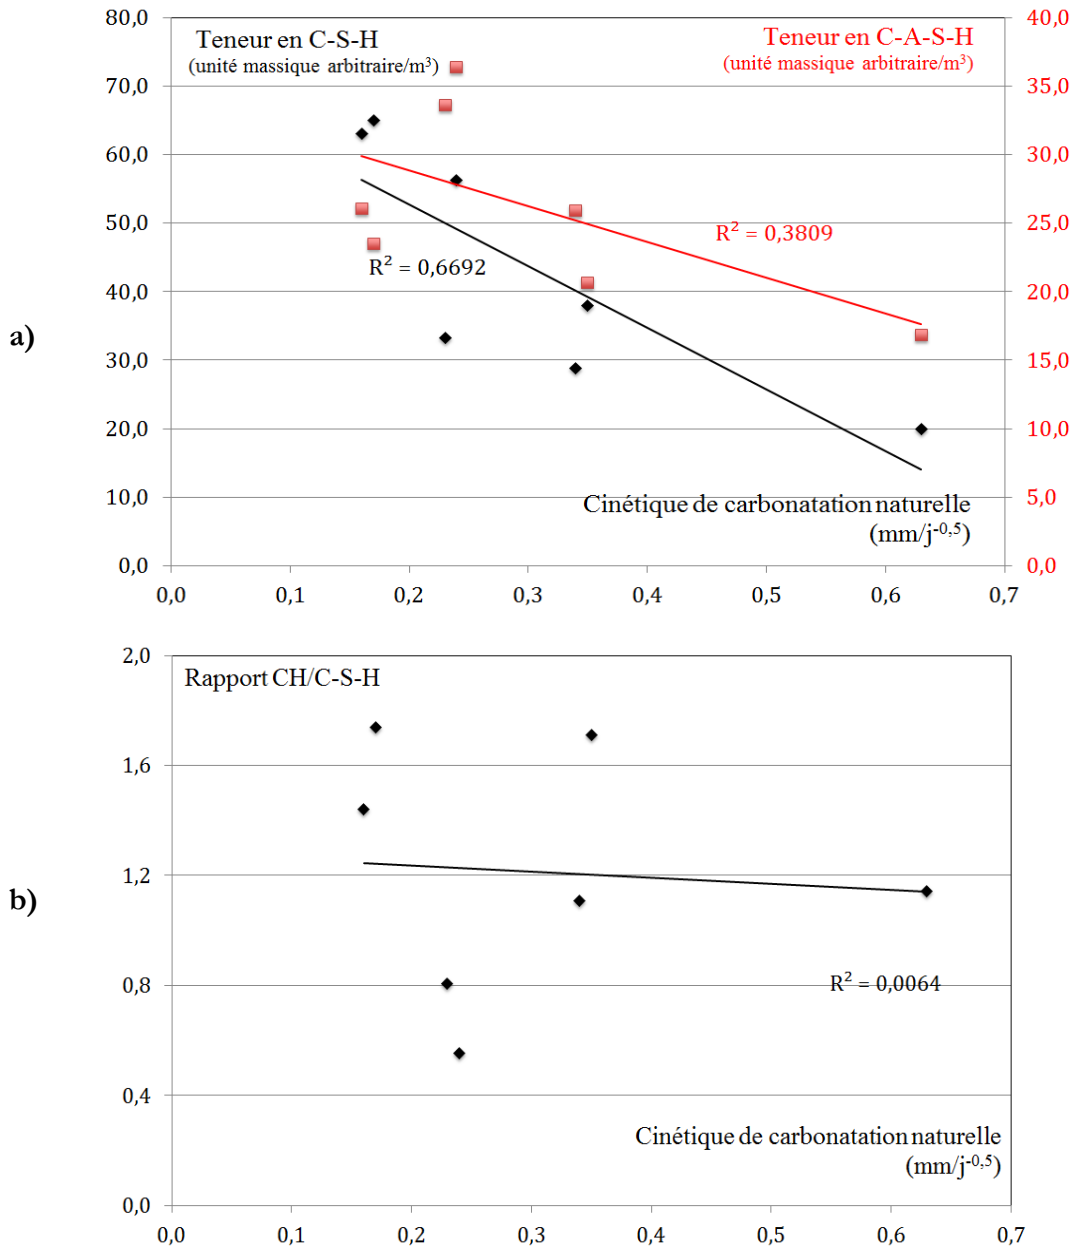 80,0
40,0
Teneur en C-S-H
(unité massique arbitraire/m³)
Teneur en C-A-S-H
(unité massique arbitraire/m³)
70,0
35,0
60,0
30,0
50,0
25,0
R² = 0,3809
R² = 0,6692
40,0
20,0
a)
30,0
15,0
20,0
10,0
10,0
5,0
Cinétique de carbonatation naturelle
(mm/j⁻⁰,⁵)
0,0
0,0
0,0 0,1 0,2 0,3 0,4 0,5 0,6 0,7
2,0
Rapport CH/C-S-H
1,6
1,2
b)
0,8
R² = 0,0064
0,4
Cinétique de carbonatation naturelle
(mm/j⁻⁰,⁵)
0,0
0,0 0,1 0,2 0,3 0,4 0,5 0,6 0,7